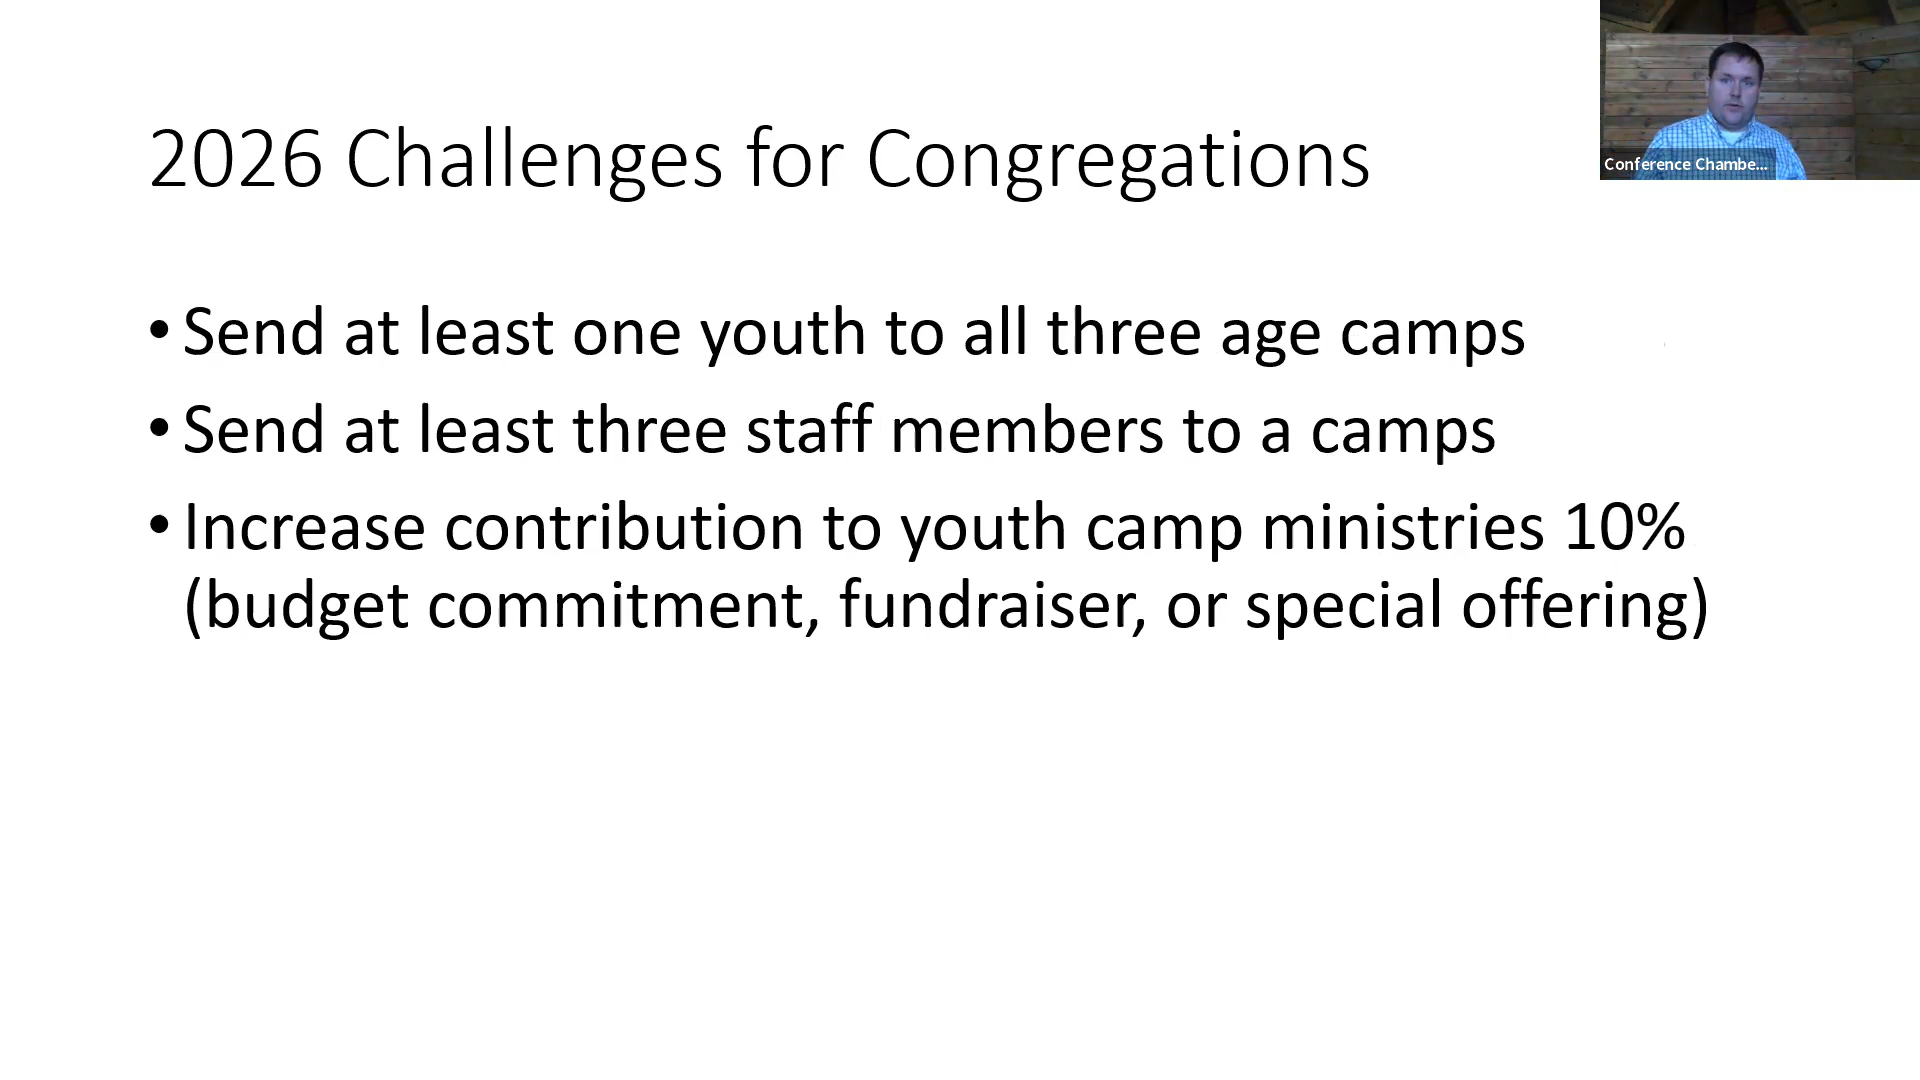 2026 Challenges for Congregations
Conference Chambe...
• Send at least one youth to all three age camps
• Send at least three staff members to a camps
• Increase contribution to youth camp ministries 10%
(budget commitment, fundraiser, or special offering)